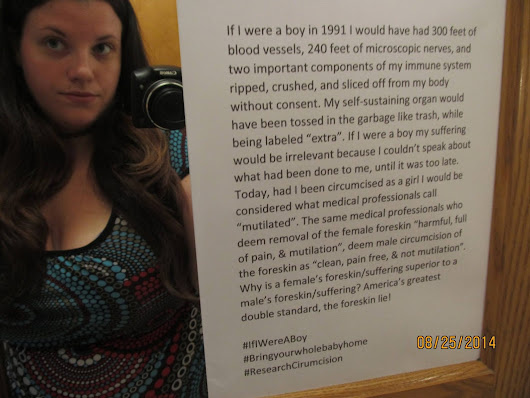 If I were a boy in 1991 I would have had 300 feet of
blood vessels, 240 feet of microscopic nerves, and
two important components of my immune system
ripped, crushed, and sliced off from my body
without consent. My self-sustaining organ would
have been tossed in the garbage like trash, while
being labeled “extra”. If I were a boy my suffering
would be irrelevant because I couldn’t speak about
what had been done to me, until it was too late.
Today, had I been circumcised as a girl I would be
considered what medical professionals call
“mutilated”. The same medical professionals who
deem removal of the female foreskin “harmful, full
of pain, & mutilation”, deem male circumcision of
the foreskin as “clean, pain free, & not mutilation”.
Why is a female’s foreskin/suffering superior to a
male’s foreskin/suffering? America’s greatest
double standard, the foreskin lie!
#IfIWereABoy
#Bringyourwholebabyhome
#ResearchCirumcision
08/25/2014